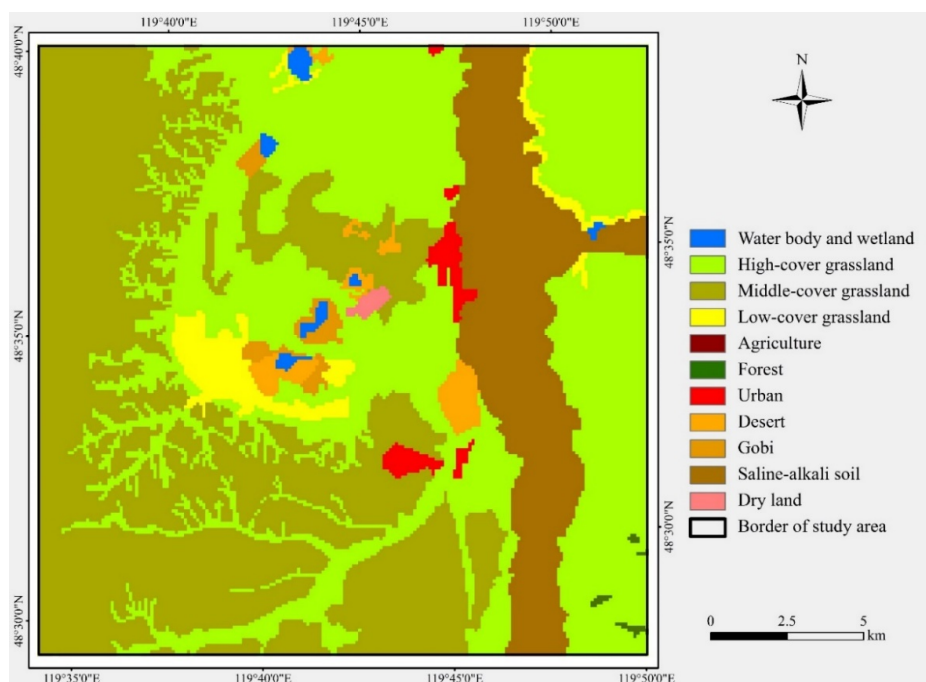 119°40'0"E 119°45'0"E 119°50'0"E
48°40'0"N
48°35'0"N
48°30'0"N
48°35'0"N
48°30'0"N
N
Water body and wetland
High-cover grassland
Middle-cover grassland
Low-cover grassland
Agriculture
Forest
Urban
Desert
Gobi
Saline-alkali soil
Dry land
Border of study area
0 2.5 5
km
119°35'0"E 119°40'0"E 119°45'0"E 119°50'0"E